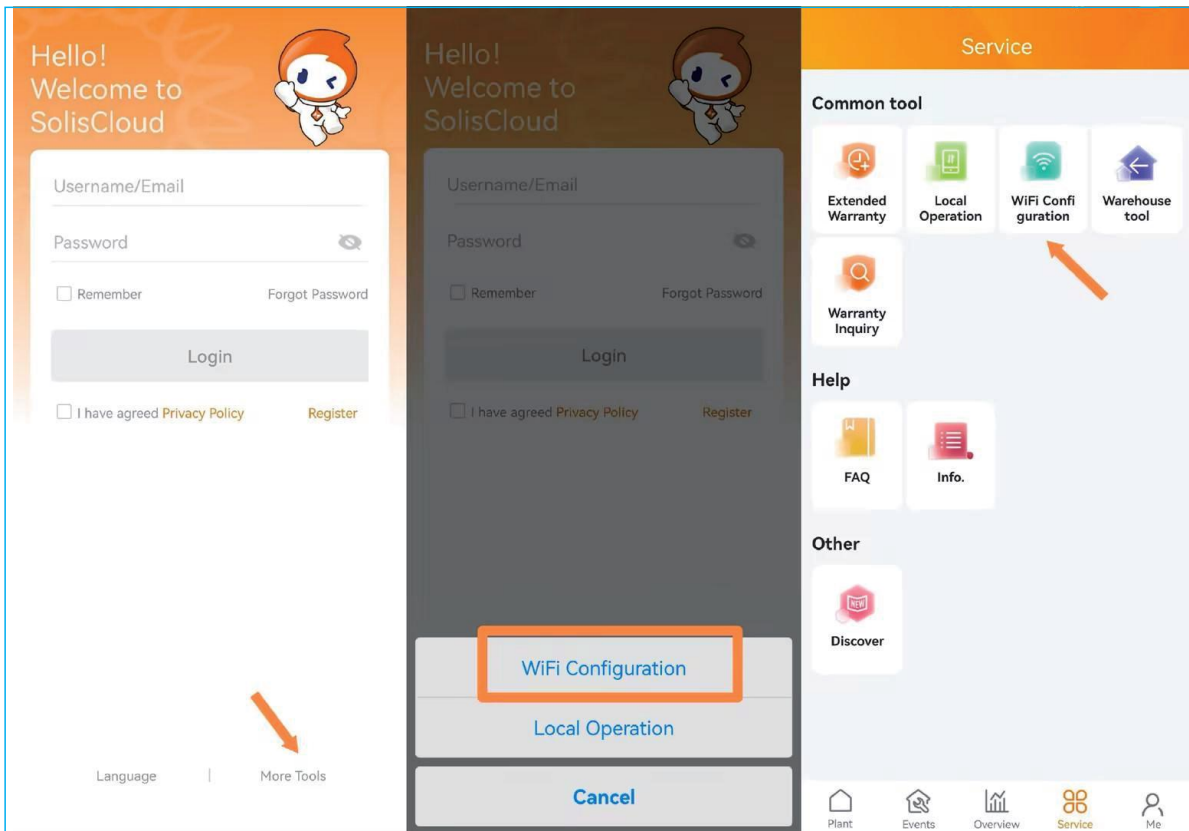 Hello!
Welcome to
SolisCloud
Username/Email
Password
Remember
Forgot Password
Login
I have agreed Privacy Policy
Register
Language | More Tools
Hello!
Welcome to
SolisCloud
Username/Email
Password
Remember
Forgot Password
Login
I have agreed Privacy Policy
Register
WiFi Configuration
Local Operation
Cancel
Service
Common tool
Extended
Warranty
Local
Operation
WiFi Confi
guration
Warehouse
tool
Warranty
Inquiry
Help
FAQ
Info.
Other
NEW
Discover
Plant
Events
Overview
Service
Me